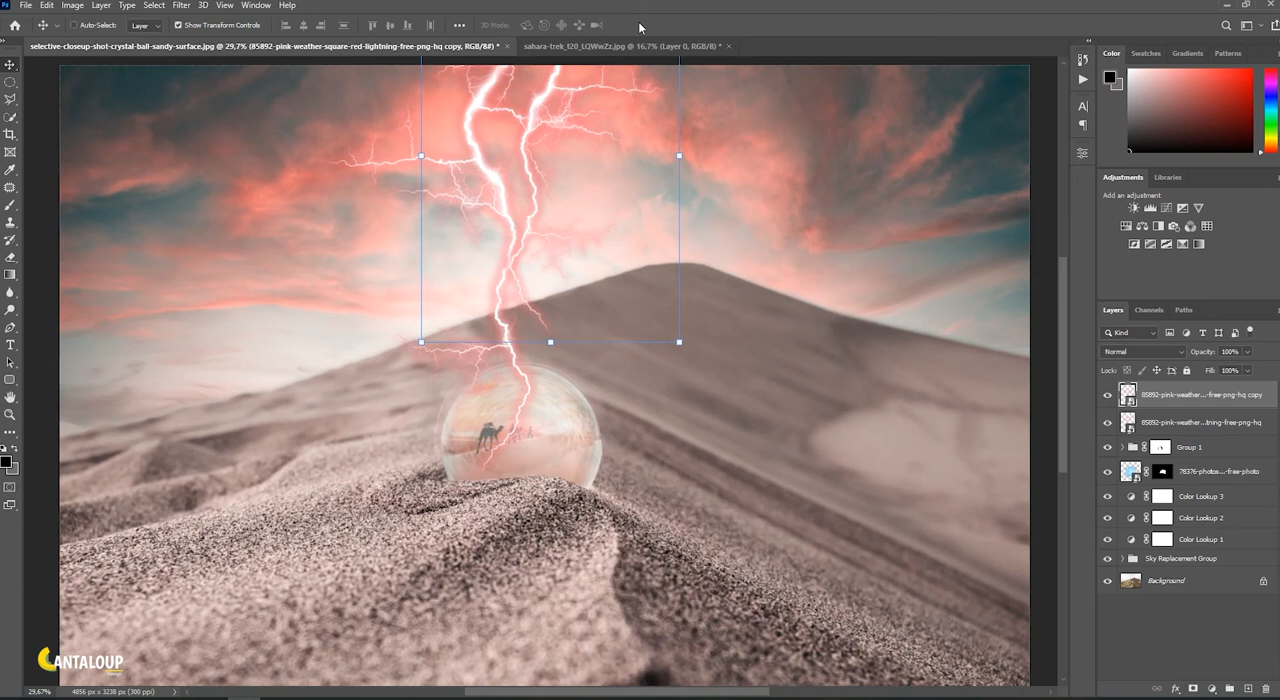 Ps File Edit Image Layer Type Select Filter 3D View Window Help
Auto-Select: Layer Show Transform Controls 3D Mode:
selective-closeup-shot-crystal-ball-sandy-surface.jpg @ 29,7% (85892-pink-weather-square-red-lightning-free-png-hq copy, RGB/8#) * × sahara-trek_t20_LQWwZz.jpg @ 16,7% (Layer 0, RGB/8) * ×
Color Swatches Gradients Patterns
Adjustments Libraries
Add an adjustment
Layers Channels Paths
Kind
Normal Opacity: 100%
Lock: Fill: 100%
85892-pink-weather...-free-png-hq copy
85892-pink-weather...tning-free-png-hq
Group 1
78376-photos...-free-photo
Color Lookup 3
Color Lookup 2
Color Lookup 1
Sky Replacement Group
Background
CANTALOUP
Design
29,67% 4856 px x 3238 px (300 ppi)
fx